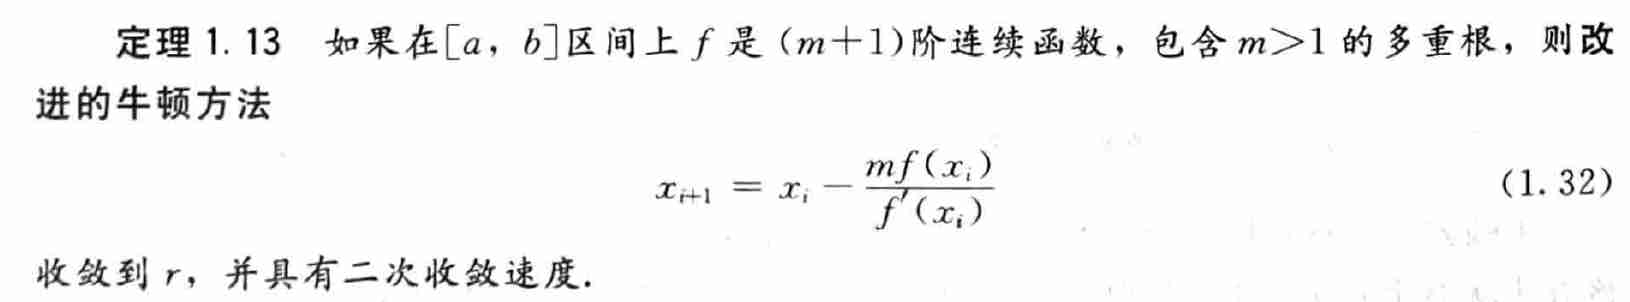 定理 1.13 如果在[a, b]区间上 f 是 (m+1)阶连续函数, 包含 m>1 的多重根, 则改
进的牛顿方法
x_{i+1} = x_i - \frac{mf(x_i)}{f'(x_i)} (1.32)
收敛到 r, 并具有二次收敛速度.